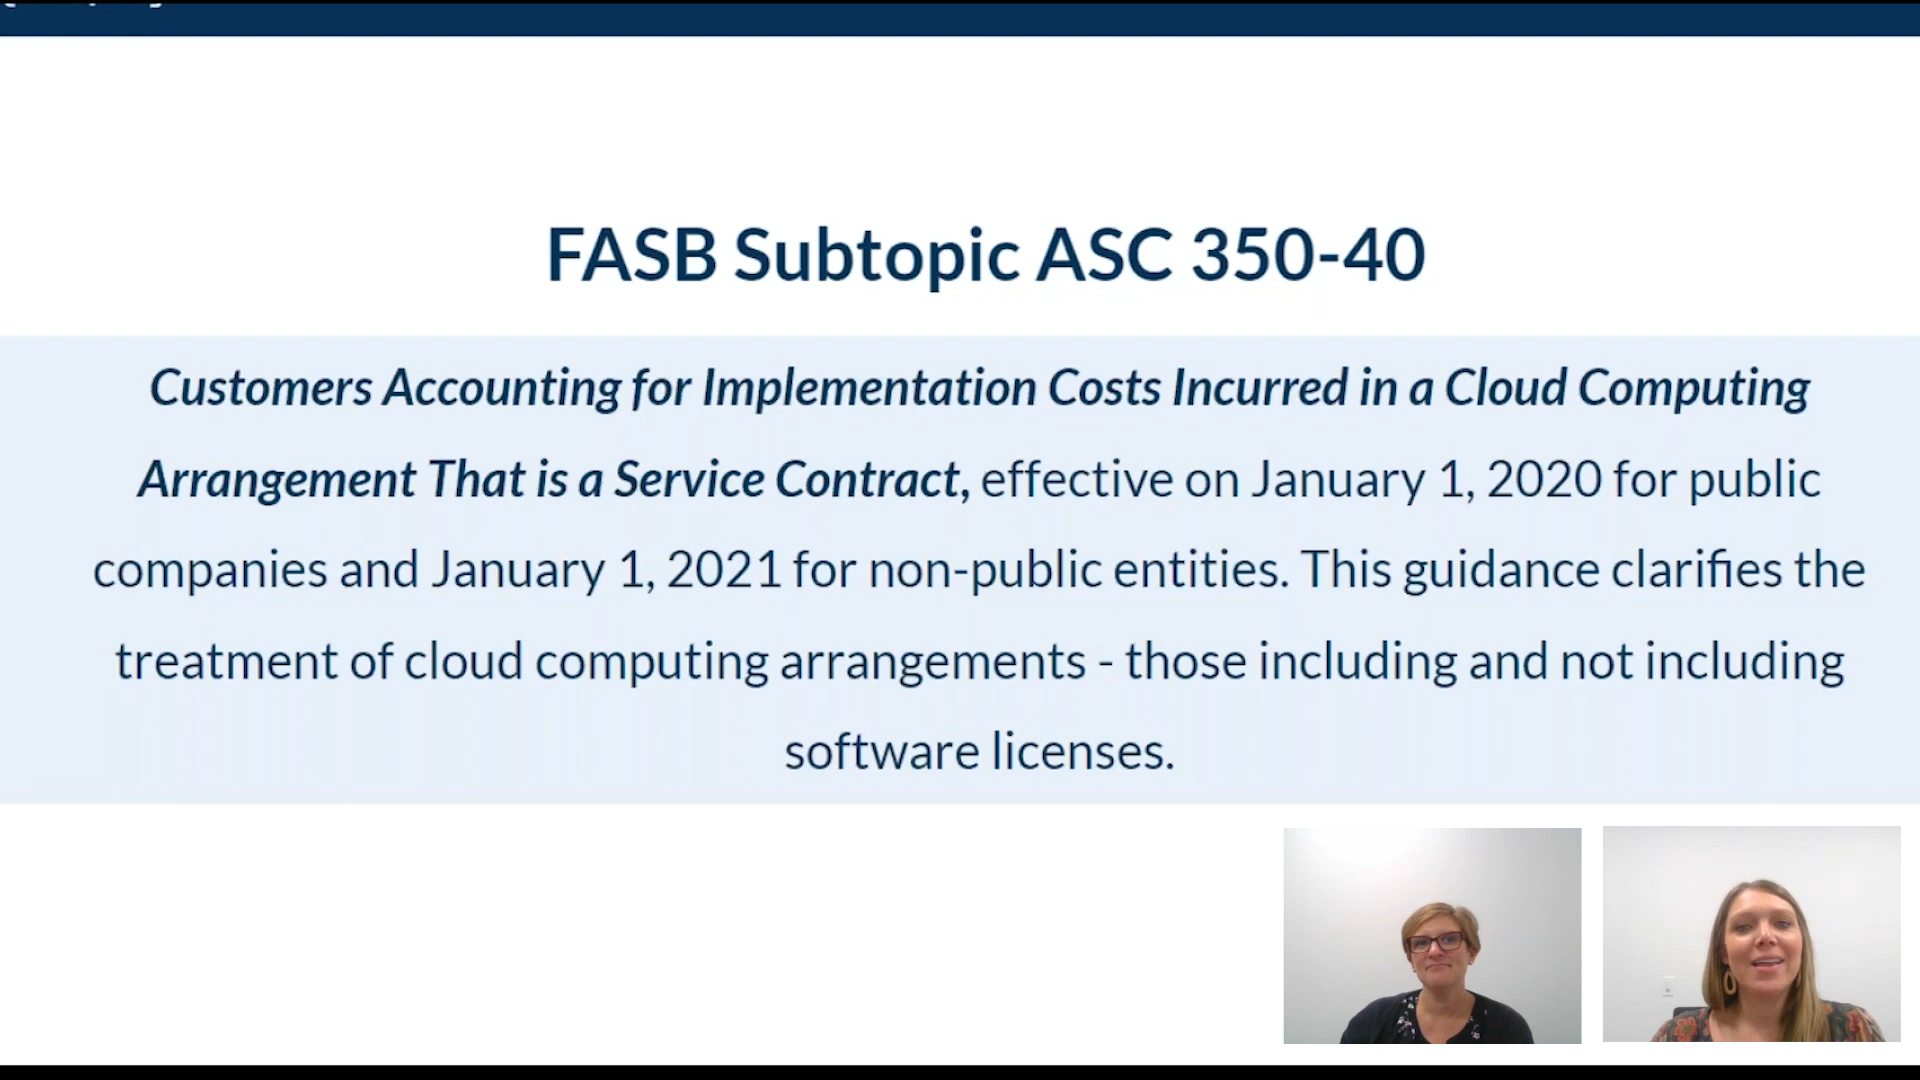 FASB Subtopic ASC 350-40
Customers Accounting for Implementation Costs Incurred in a Cloud Computing
Arrangement That is a Service Contract, effective on January 1, 2020 for public
companies and January 1, 2021 for non-public entities. This guidance clarifies the
treatment of cloud computing arrangements - those including and not including
software licenses.